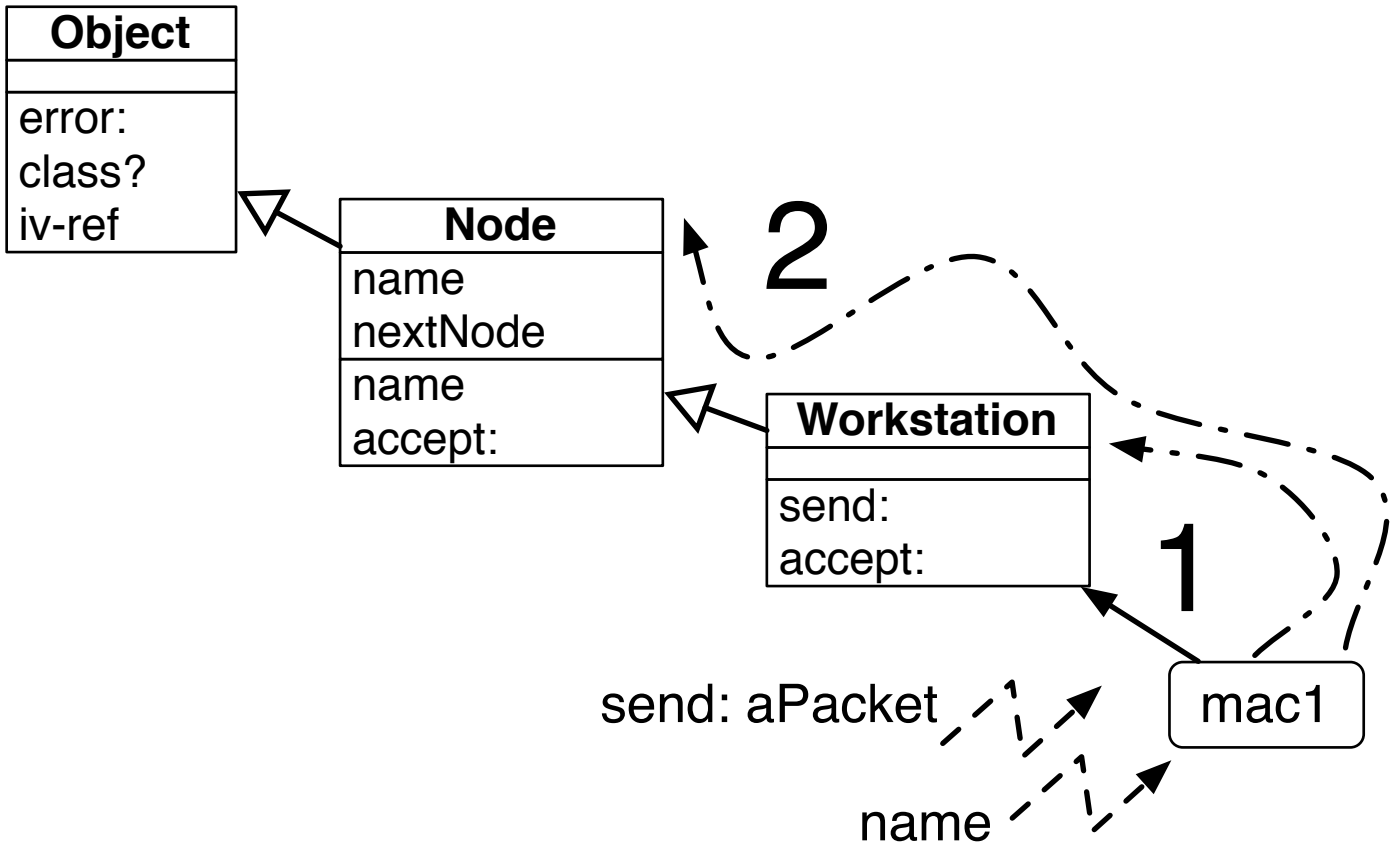 Object
error:
class?
iv-ref
Node
name
nextNode
name
accept:
2
Workstation
send:
accept:
1
send: aPacket
mac1
name